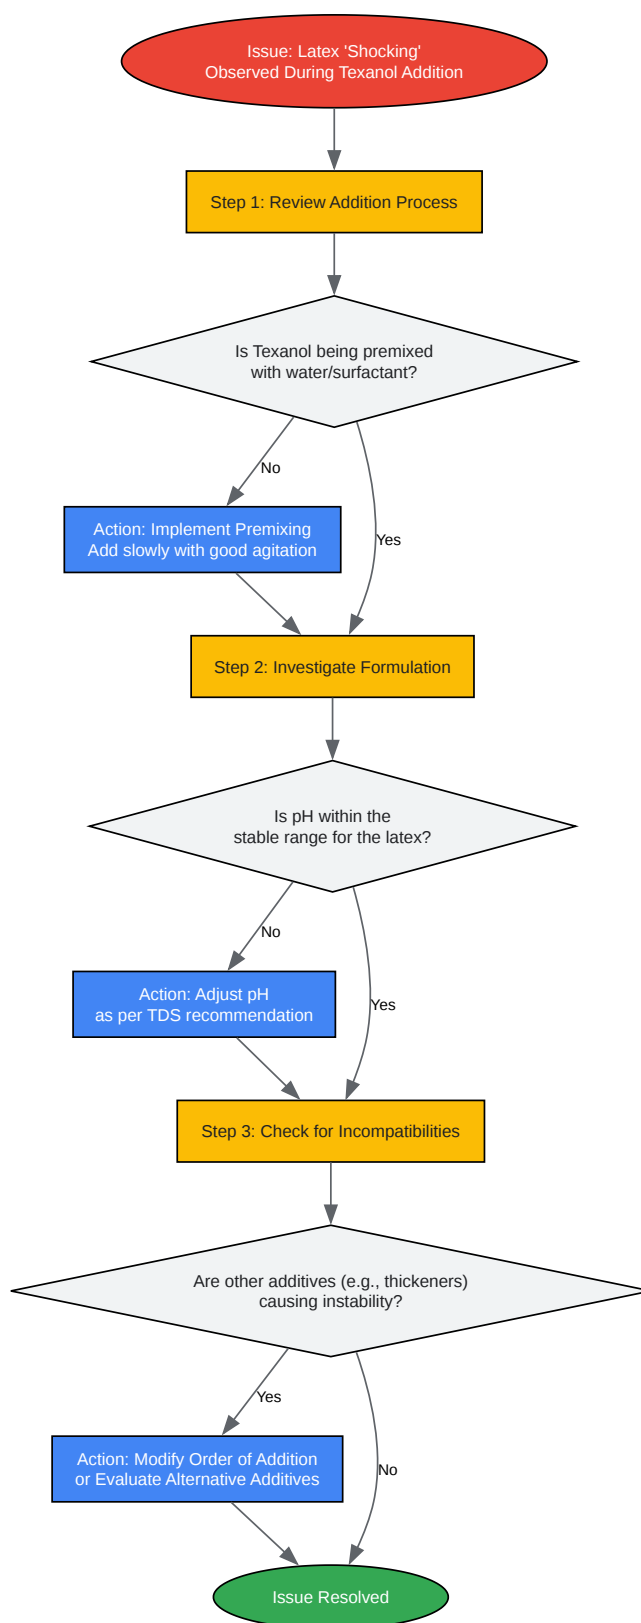 Issue: Latex 'Shocking'
Observed During Texanol Addition
Step 1: Review Addition Process
Is Texanol being premixed
with water/surfactant?
No
Yes
Action: Implement Premixing
Add slowly with good agitation
Step 2: Investigate Formulation
Is pH within the
stable range for the latex?
No
Yes
Action: Adjust pH
as per TDS recommendation
Step 3: Check for Incompatibilities
Are other additives (e.g., thickeners)
causing instability?
Yes
No
Action: Modify Order of Addition
or Evaluate Alternative Additives
Issue Resolved